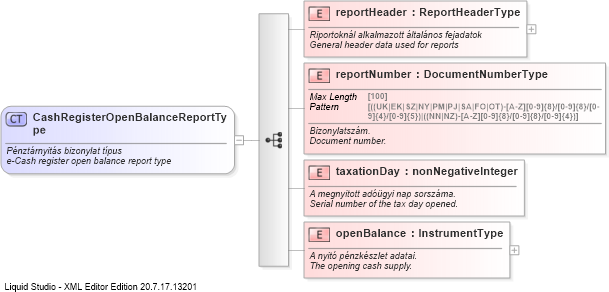 CT CashRegisterOpenBalanceReportTy
pe
Pénztárnyitás bizonylat típus
e-Cash register open balance report type
E reportHeader : ReportHeaderType
Riportoknál alkalmazott általános fejadatok
General header data used for reports
E reportNumber : DocumentNumberType
Max Length [100]
Pattern [((UK|EK|SZ|NY|PM|PJ|SA|FO|OT)-[A-Z][0-9]{8}/[0-9]{8}/[0-
9]{4}/[0-9]{5})|((NN|NZ)-[A-Z][0-9]{8}/[0-9]{8}/[0-9]{4})]
Bizonylatszám.
Document number.
E taxationDay : nonNegativeInteger
A megnyitott adóügyi nap sorszáma.
Serial number of the tax day opened.
E openBalance : InstrumentType
A nyitó pénzkészlet adatai.
The opening cash supply.
Liquid Studio - XML Editor Edition 20.7.17.13201